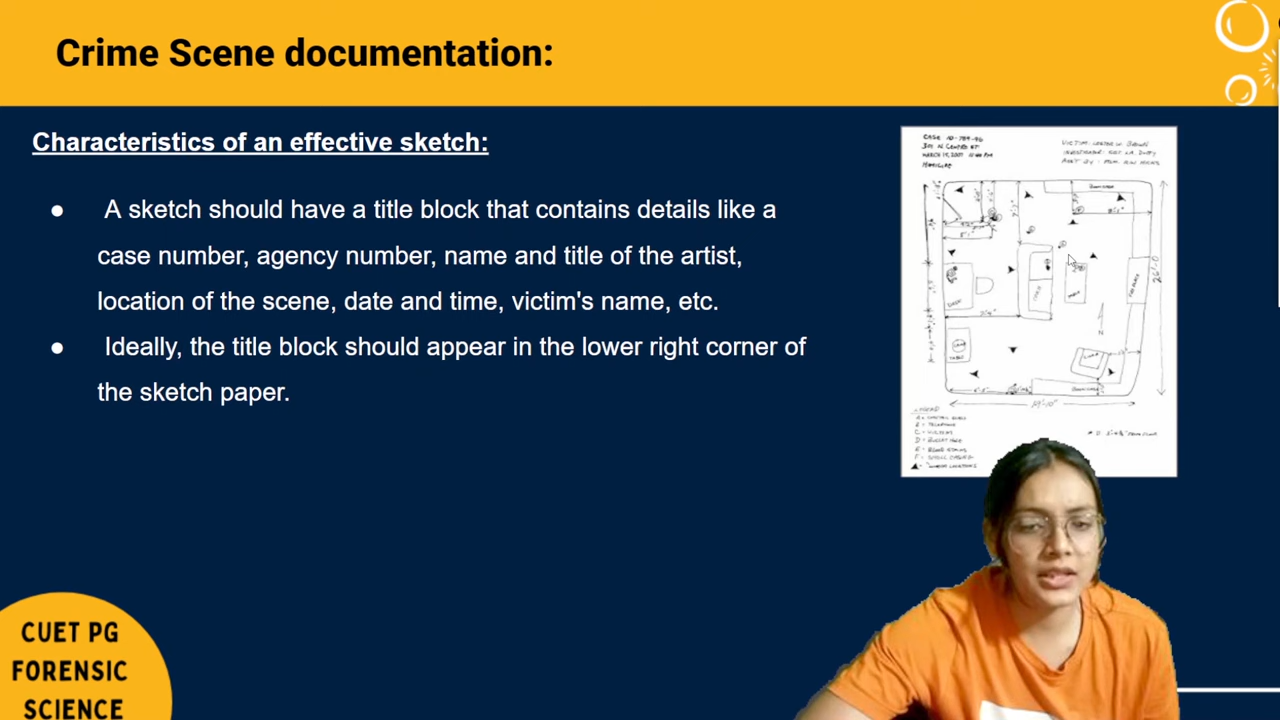 Crime Scene documentation:
Characteristics of an effective sketch:
● A sketch should have a title block that contains details like a
case number, agency number, name and title of the artist,
location of the scene, date and time, victim's name, etc.
● Ideally, the title block should appear in the lower right corner of
the sketch paper.
CUET PG
FORENSIC
SCIENCE